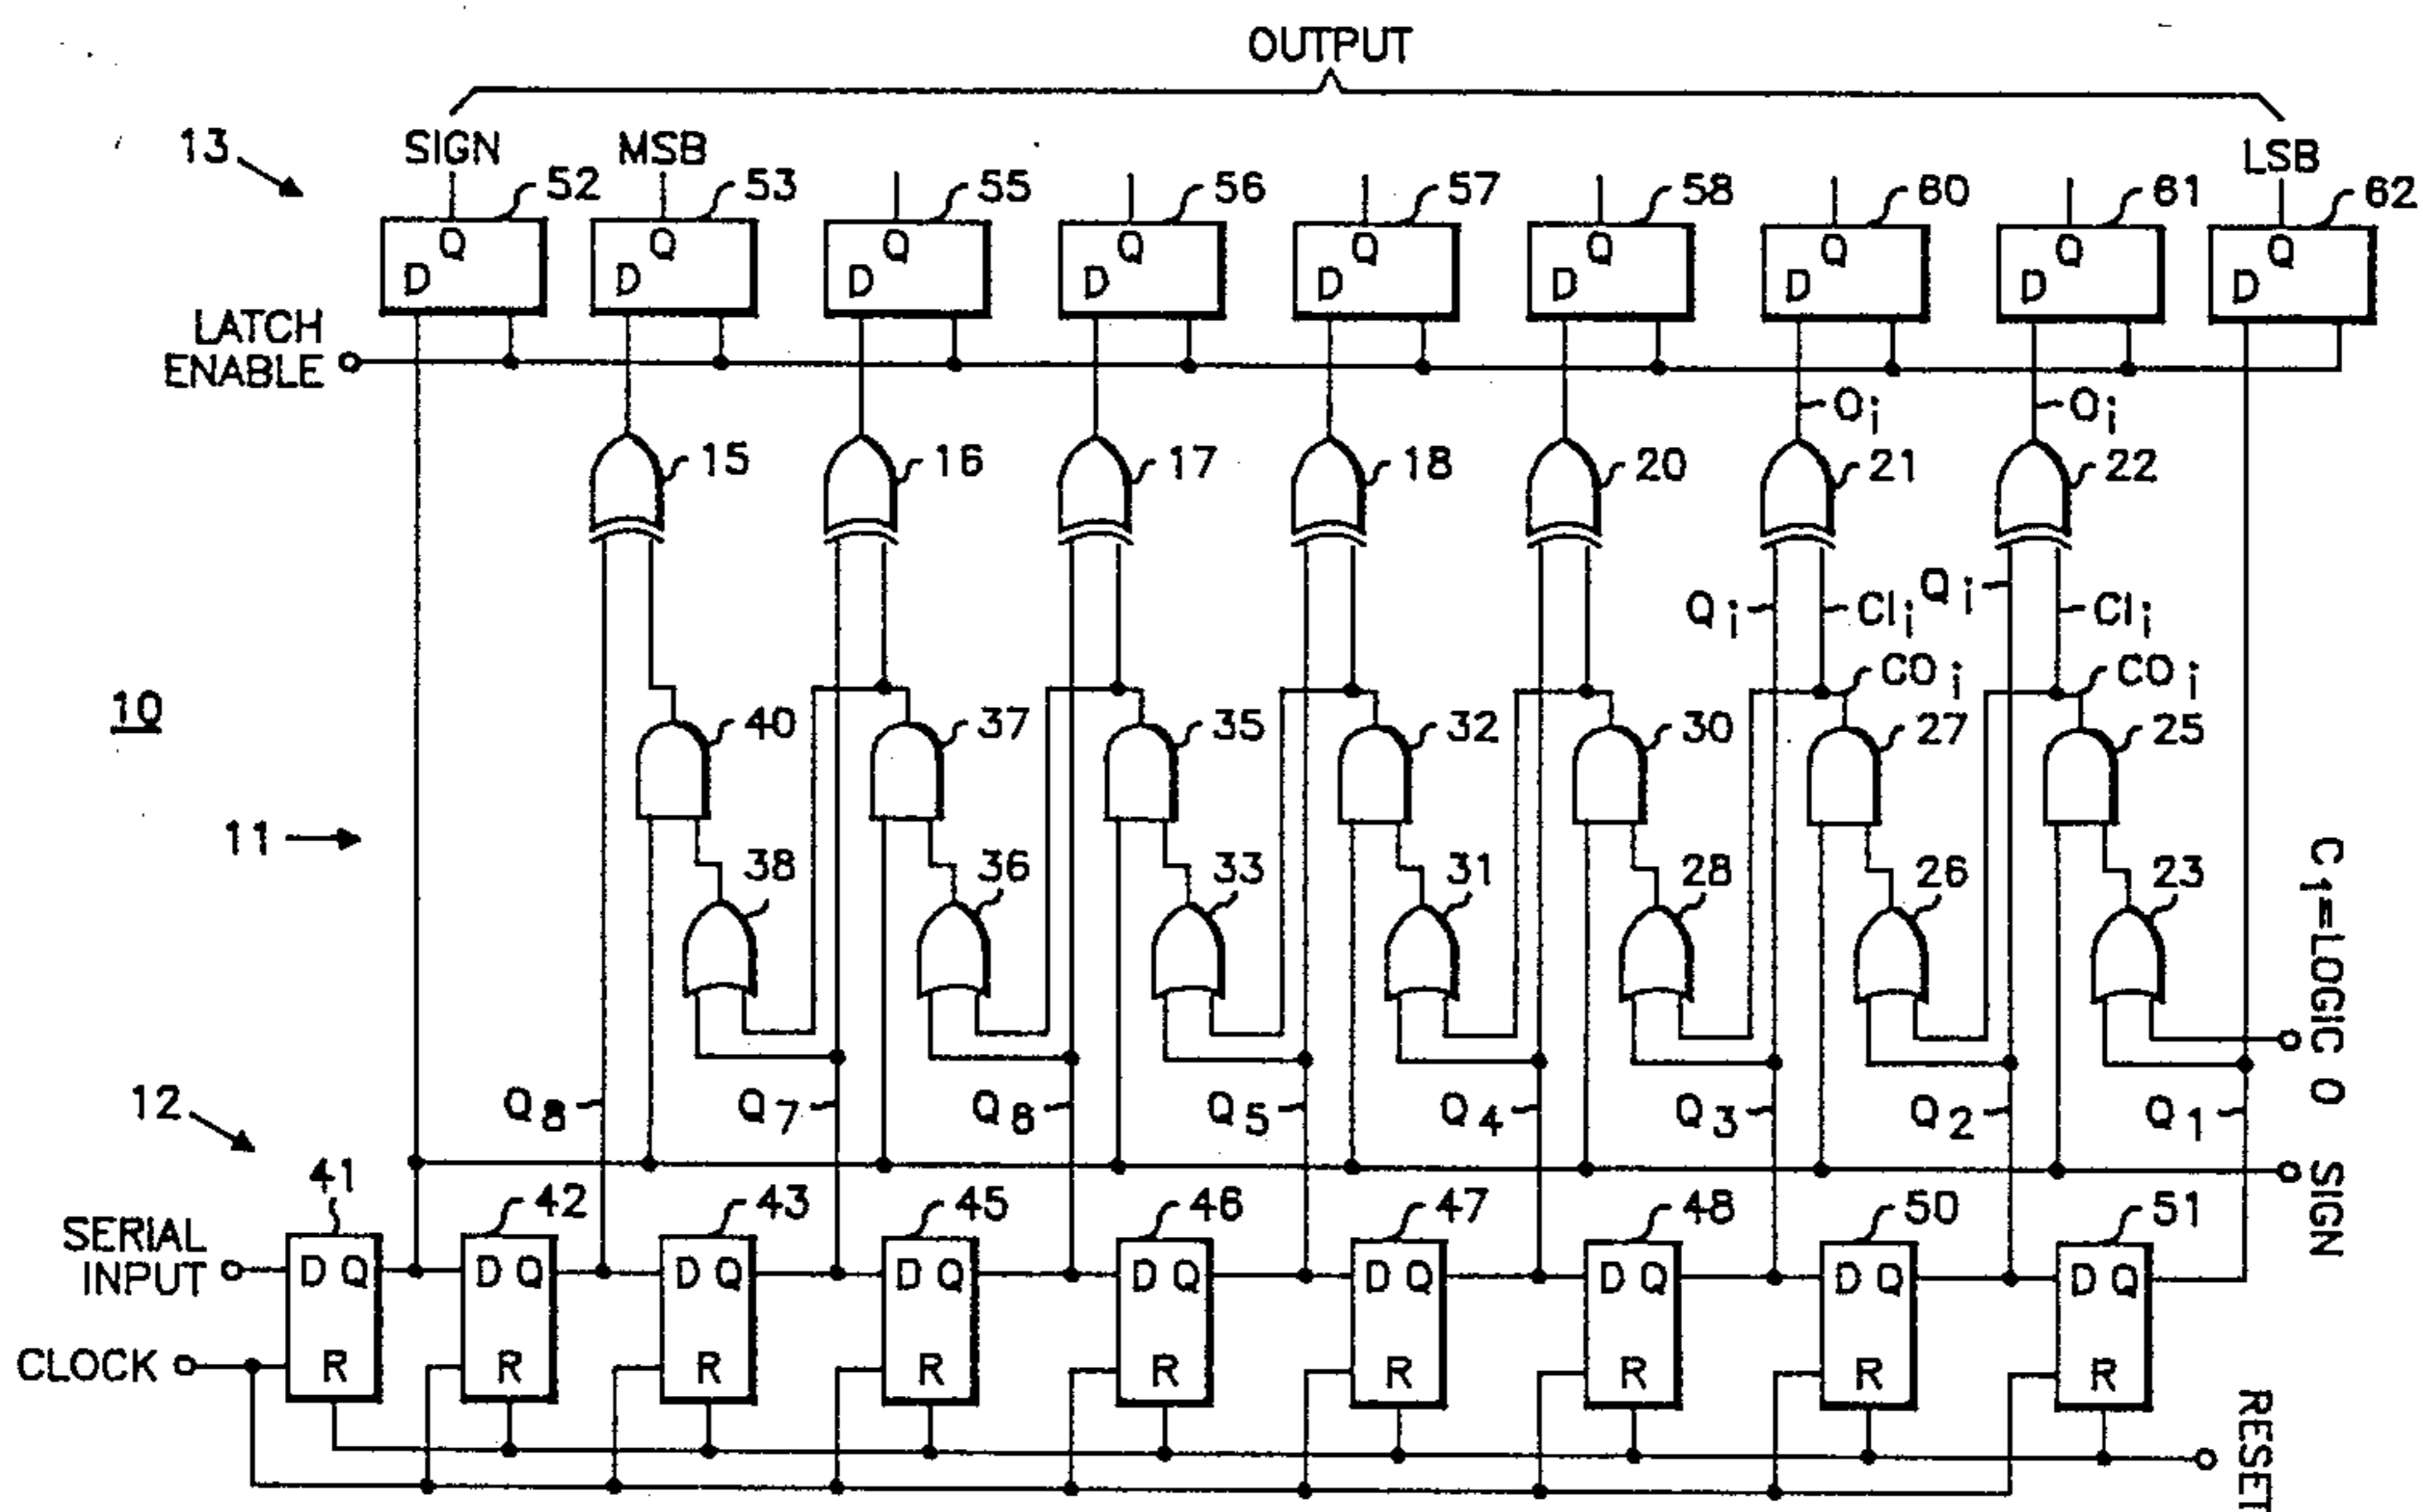 OUTPUT
13
SIGN
MSB
LSB
52
53
55
56
57
58
60
61
62
Q Q Q Q Q Q Q Q Q
D D D D D D D D D
LATCH
ENABLE
O i O i
15 16 17 18 20 21 22
Q i CI i Q i CI i
CO i CO i
10
40 37 35 32 30 27 25
11
38 36 33 31 28 26 23
C 1 = LOGIC 0
12
Q 8 Q 7 Q 6 Q 5 Q 4 Q 3 Q 2 Q 1
SIGN
41 42 43 45 46 47 48 50 51
SERIAL
INPUT
D Q D Q D Q D Q D Q D Q D Q D Q D Q
CLOCK
R R R R R R R R R
RESET